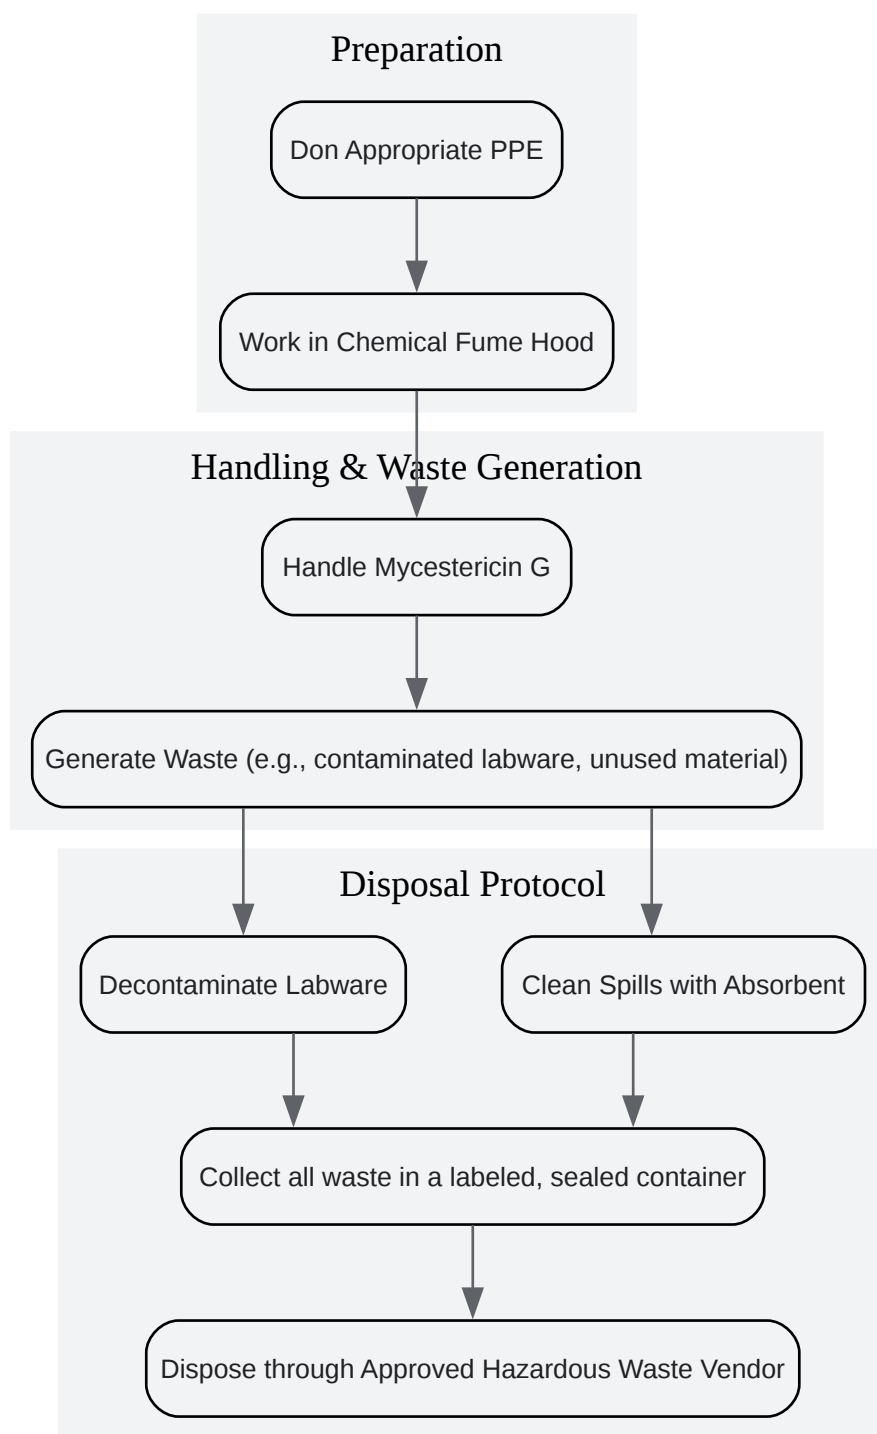 Preparation
Don Appropriate PPE
Work in Chemical Fume Hood
Handling & Waste Generation
Handle Mycestericin G
Generate Waste (e.g., contaminated labware, unused material)
Disposal Protocol
Decontaminate Labware
Clean Spills with Absorbent
Collect all waste in a labeled, sealed container
Dispose through Approved Hazardous Waste Vendor